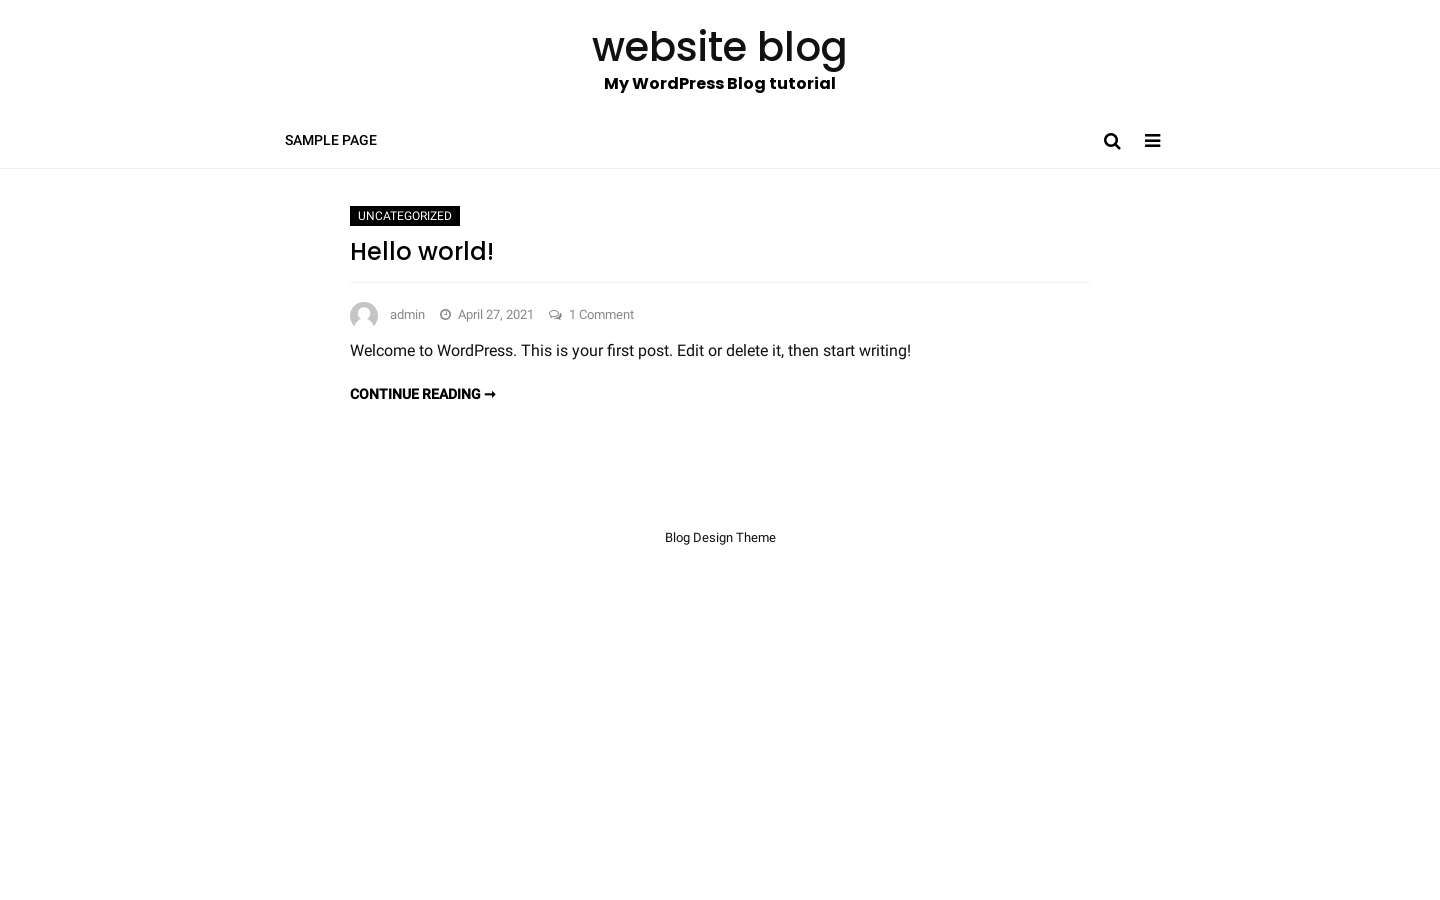 website blog
My WordPress Blog tutorial
SAMPLE PAGE
UNCATEGORIZED
Hello world!
admin April 27, 2021 1 Comment
Welcome to WordPress. This is your first post. Edit or delete it, then start writing!
CONTINUE READING ➞
Blog Design Theme